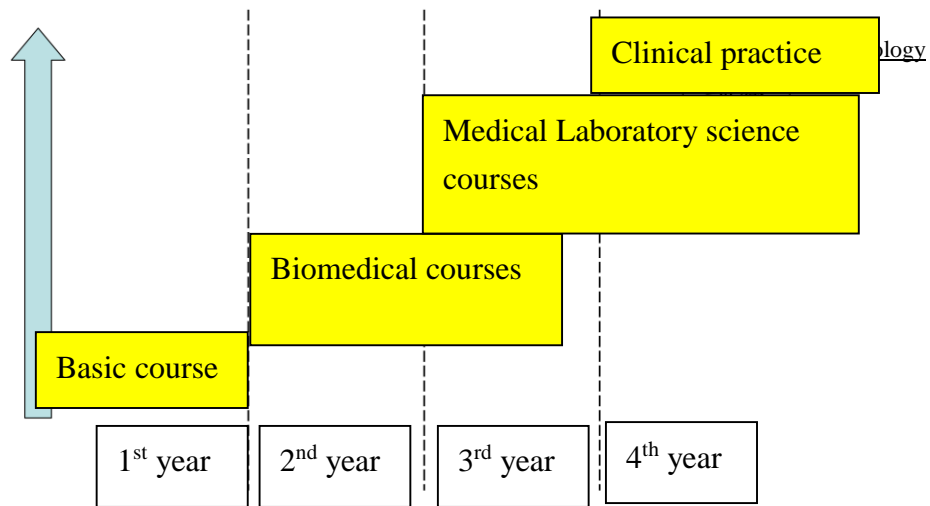 Clinical practice
Medical Laboratory science
courses
Biomedical courses
Basic course
1st year
2nd year
3rd year
4th year